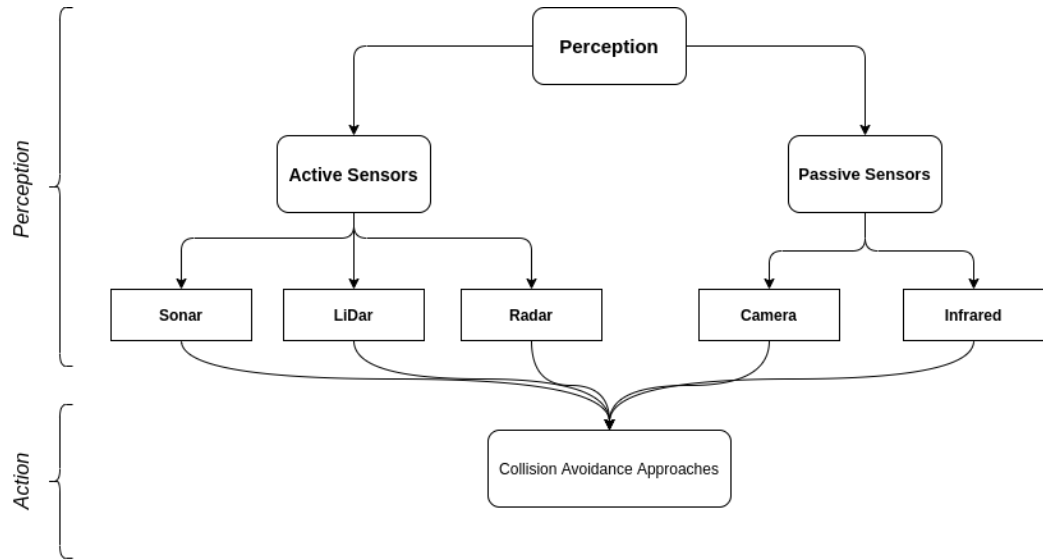 Perception
Perception
Active Sensors
Passive Sensors
Sonar
LiDar
Radar
Camera
Infrared
Action
Collision Avoidance Approaches